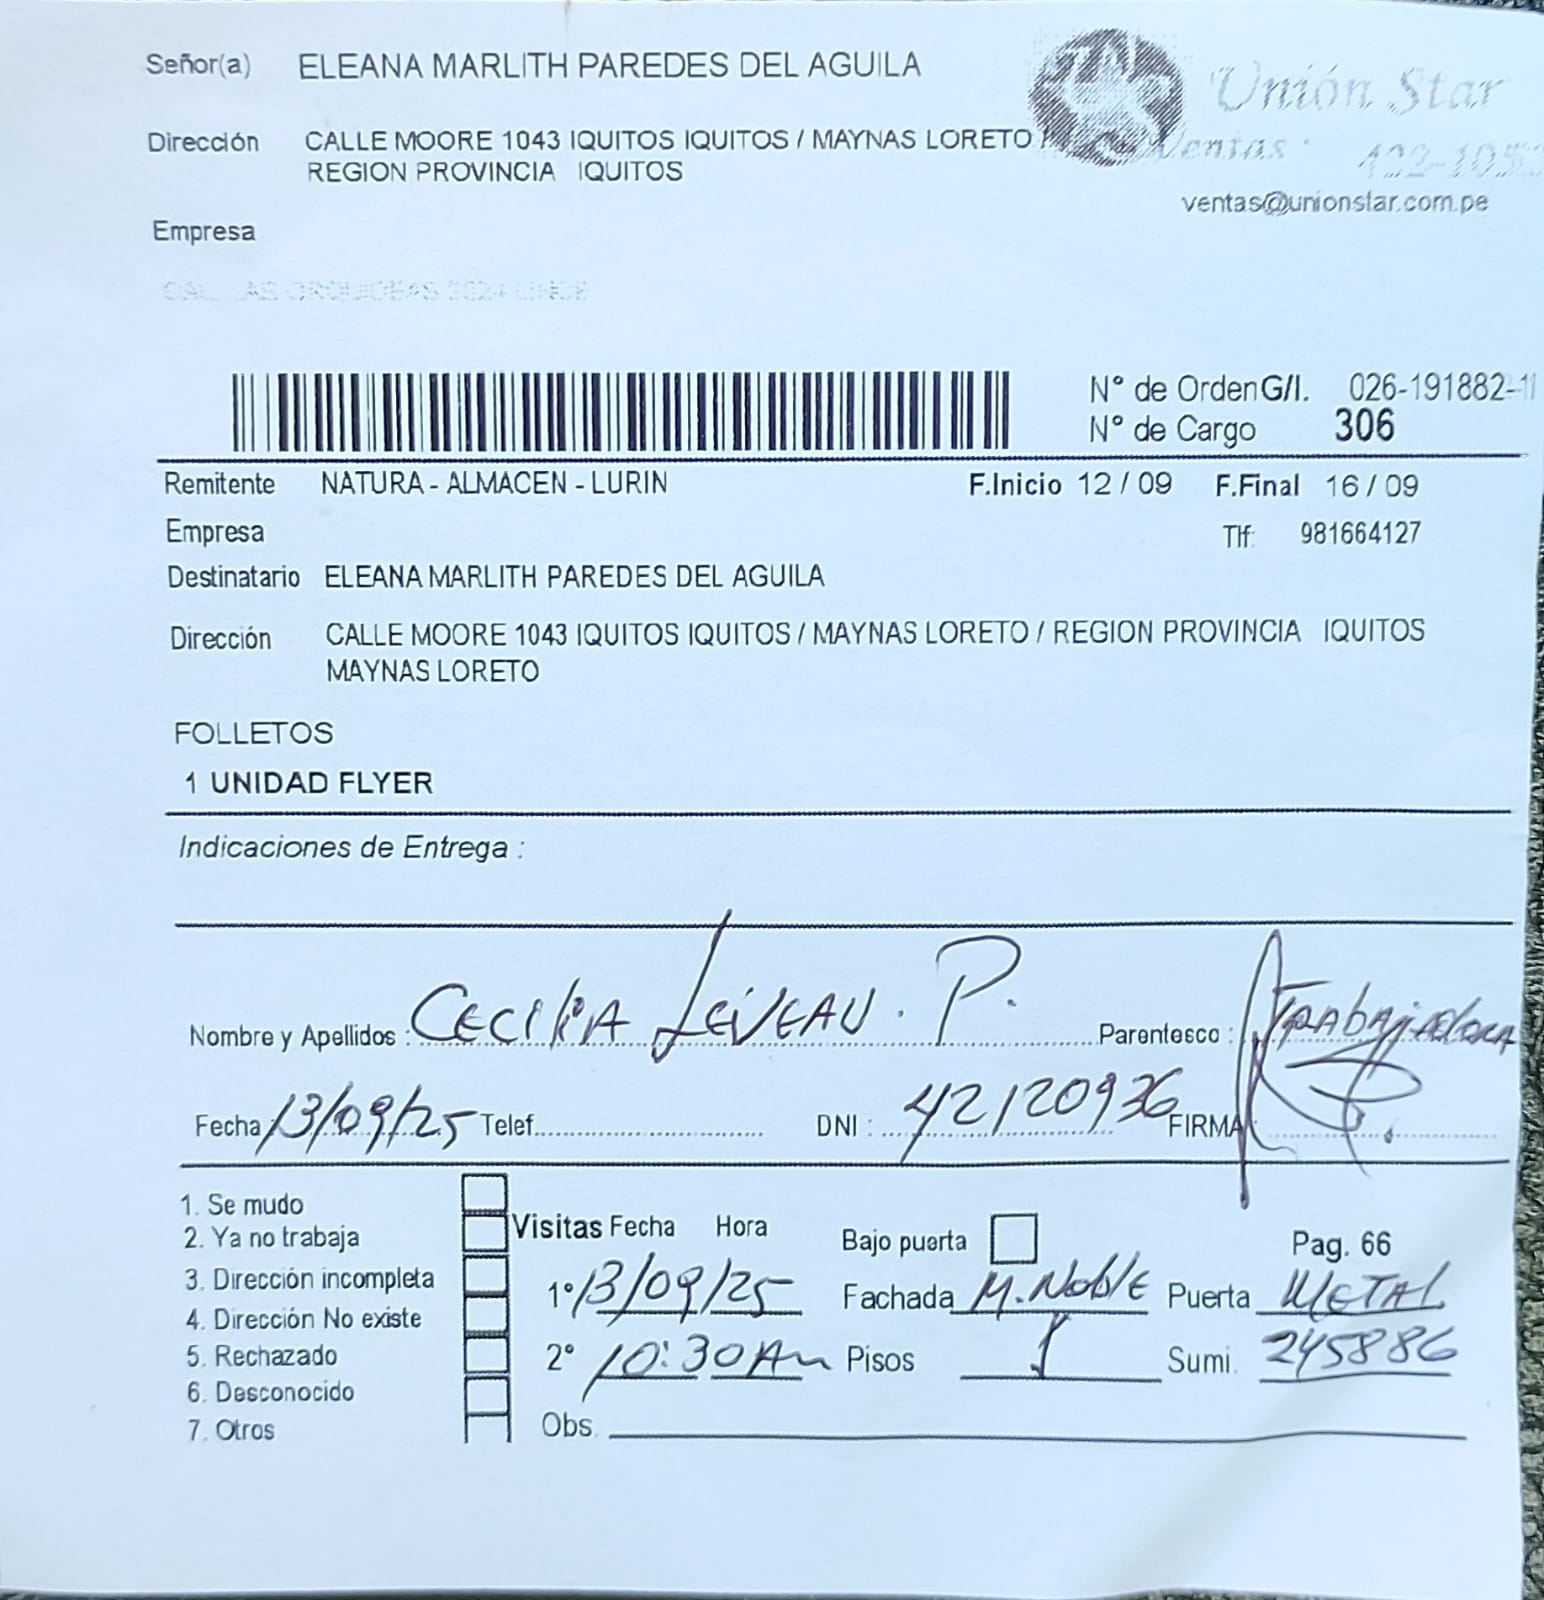 Señor(a) ELEANA MARLITH PAREDES DEL AGUILA
Unión Star
Dirección CALLE MOORE 1043 IQUITOS IQUITOS / MAYNAS LORETO /
REGION PROVINCIA IQUITOS
Ventas: 422-105
ventas@unionstar.com.pe
Empresa
N° de Orden G/I. 026-191882-1
N° de Cargo 306
Remitente NATURA - ALMACEN - LURIN F.Inicio 12 / 09 F.Final 16 / 09
Empresa Tlf: 981664127
Destinatario ELEANA MARLITH PAREDES DEL AGUILA
Dirección CALLE MOORE 1043 IQUITOS IQUITOS / MAYNAS LORETO / REGION PROVINCIA IQUITOS
MAYNAS LORETO
FOLLETOS
1 UNIDAD FLYER
Indicaciones de Entrega :
Nombre y Apellidos : CECILIA LEVEAU. P. Parentesco : TRABAJADORA
Fecha 13/09/25 Telef. DNI : 42120936 FIRMA
1. Se mudo
2. Ya no trabaja
3. Dirección incompleta
4. Dirección No existe
5. Rechazado
6. Desconocido
7. Otros
Visitas Fecha Hora Bajo puerta Pag. 66
1° 13/09/25 Fachada M. NOBLE Puerta METAL
2° 10:30 Am Pisos 1 Sumi. 245886
Obs.